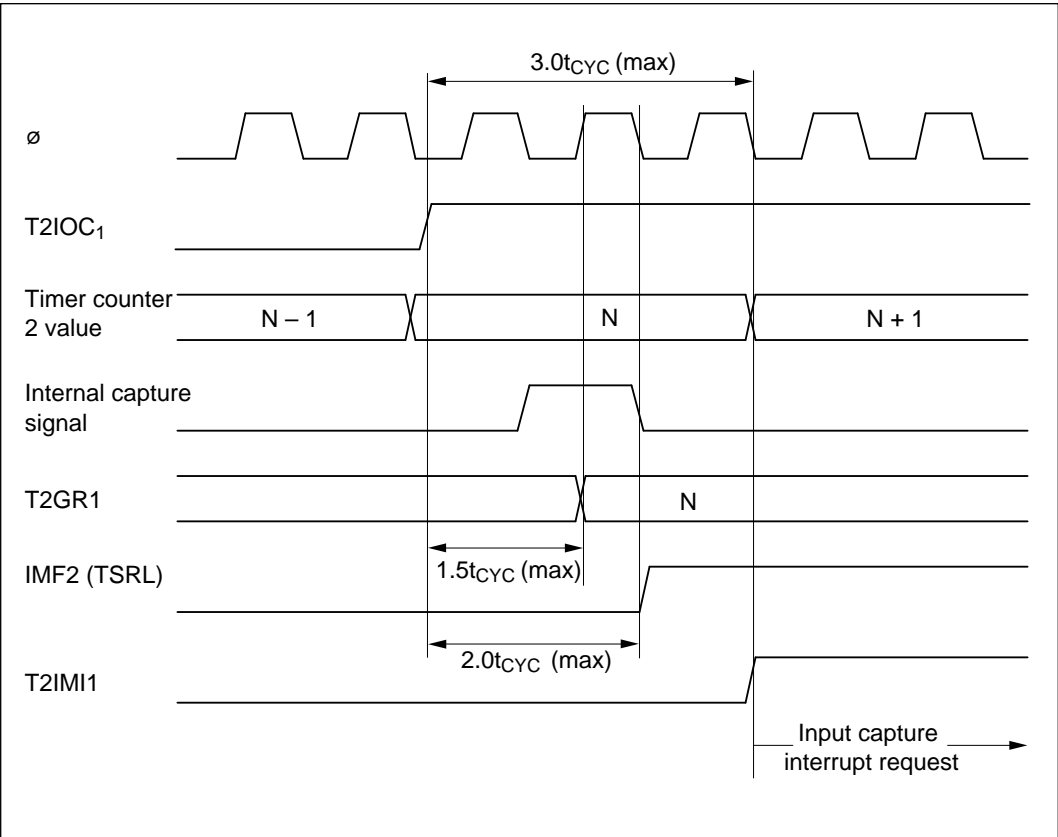 3.0tCYC (max)
ø
T2IOC1
Timer counter
2 value
N – 1
N
N + 1
Internal capture
signal
T2GR1
N
IMF2 (TSRL)
1.5tCYC (max)
2.0tCYC (max)
T2IMI1
Input capture
interrupt request